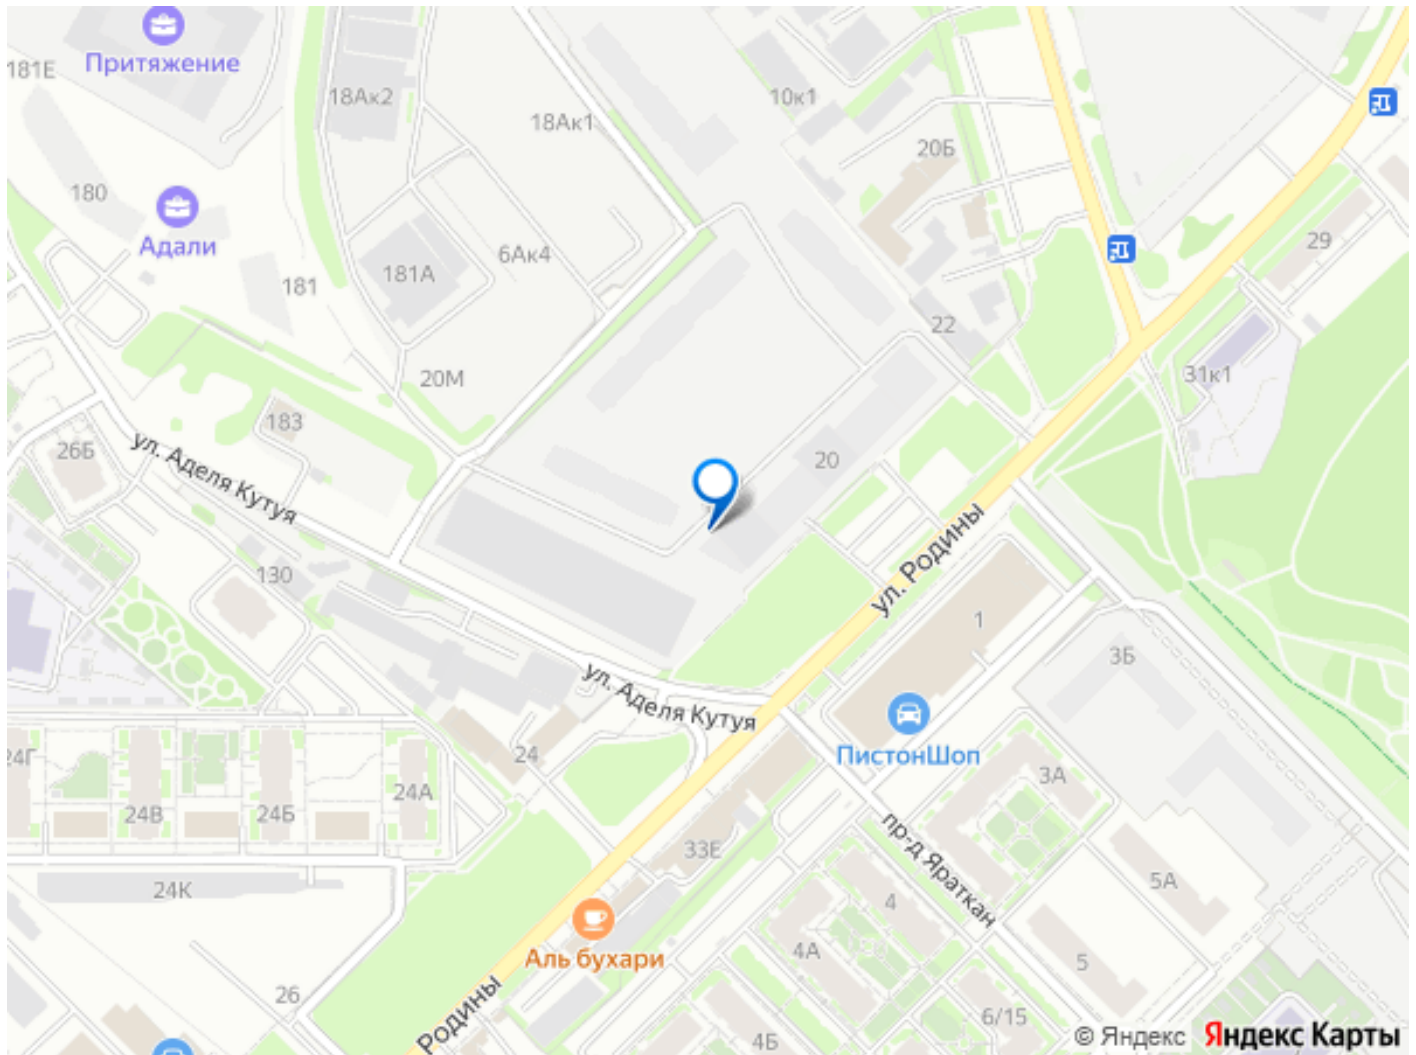 Притяжение
181Е
18Ак2
10к1
18Ак1
20Б
180
Адали
29
6Ак4
181А
181
22
31к1
20М
183
26Б
ул. Аделя Кутуя
20
ул. Родины
130
1
3Б
ул. Аделя Кутуя
ПистонШоп
24Г
24
3А
24А
24В
24Б
пр-д Яраткан
33Е
5А
24К
4
Аль бухари
4А
5
26
Родины
6/15
4Б
© Яндекс Яндекс Карты